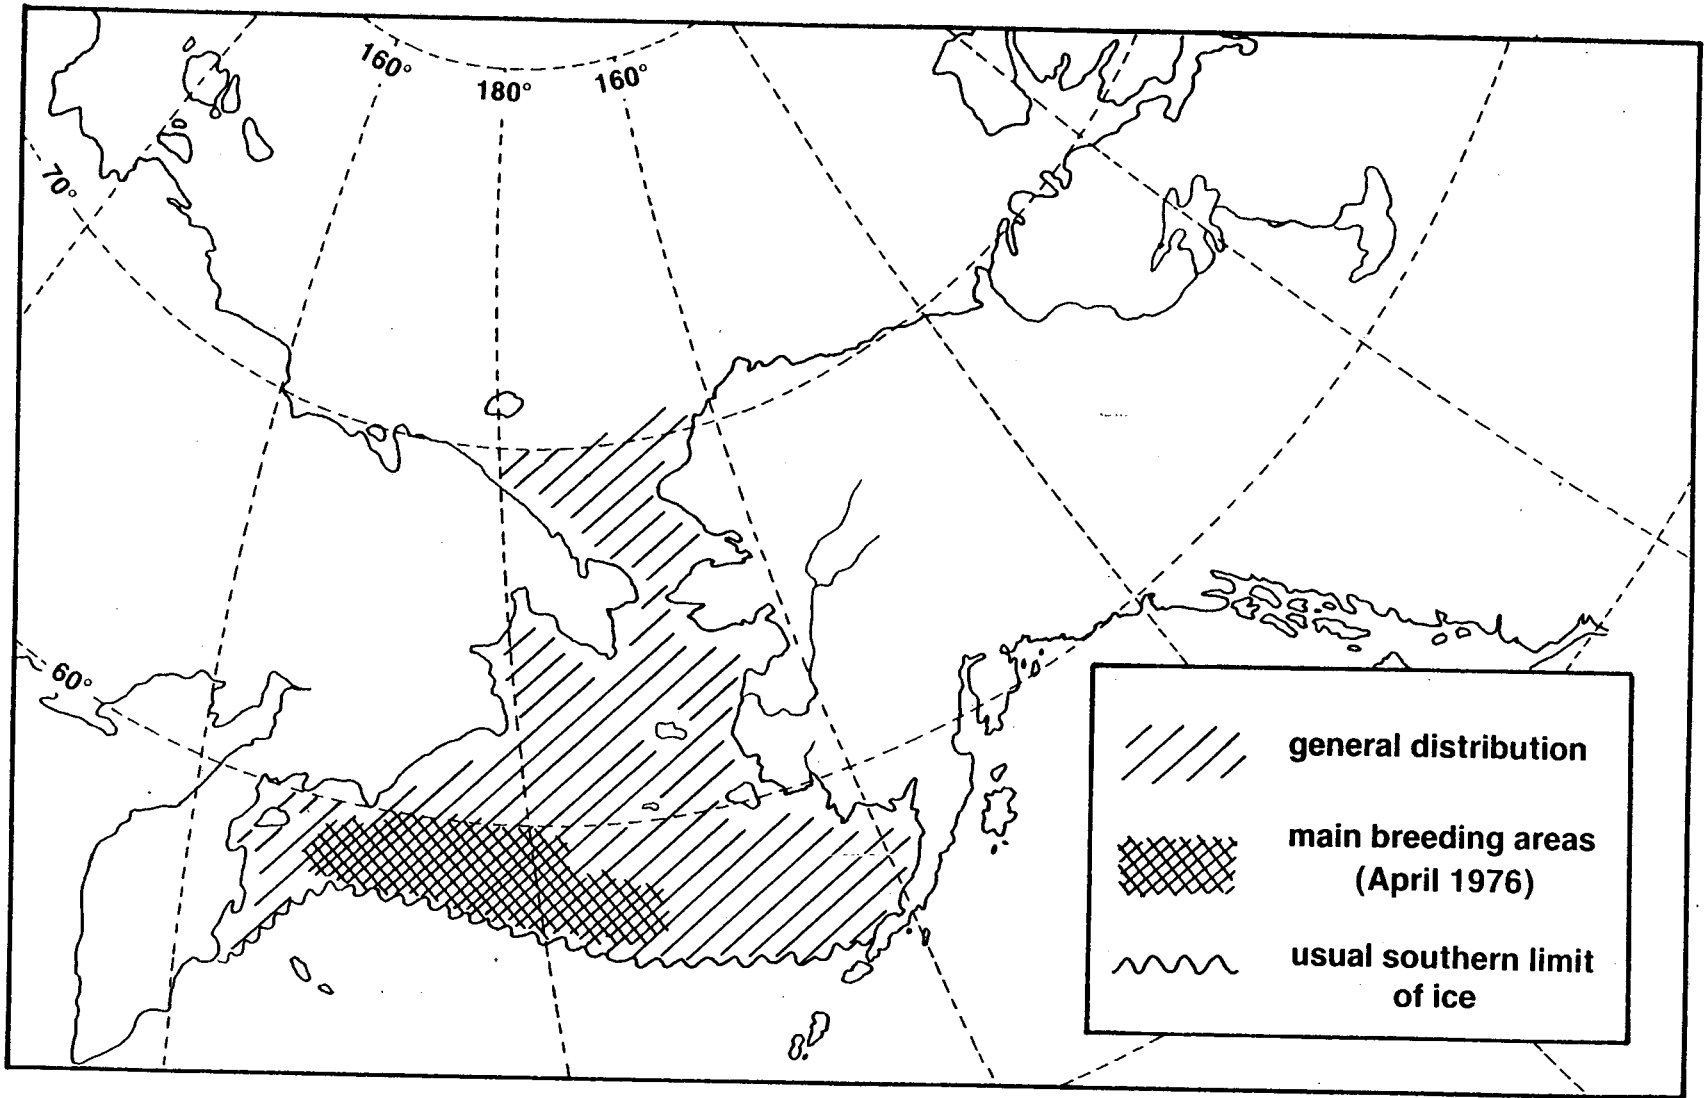 160°
180°
160°
70°
60°
general distribution
main breeding areas
(April 1976)
usual southern limit
of ice